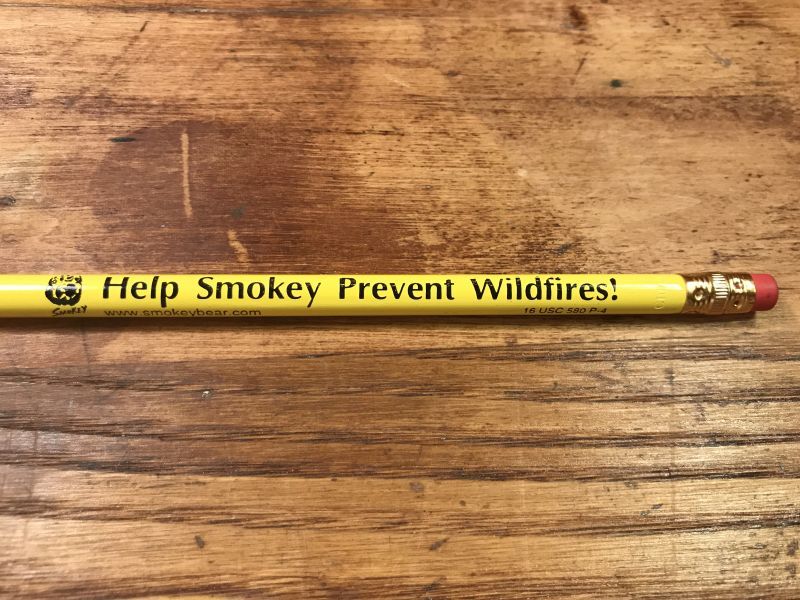 Help Smokey Prevent Wildfires!
SMOKEY
www.smokeybear.com
16 USC 580 P-4